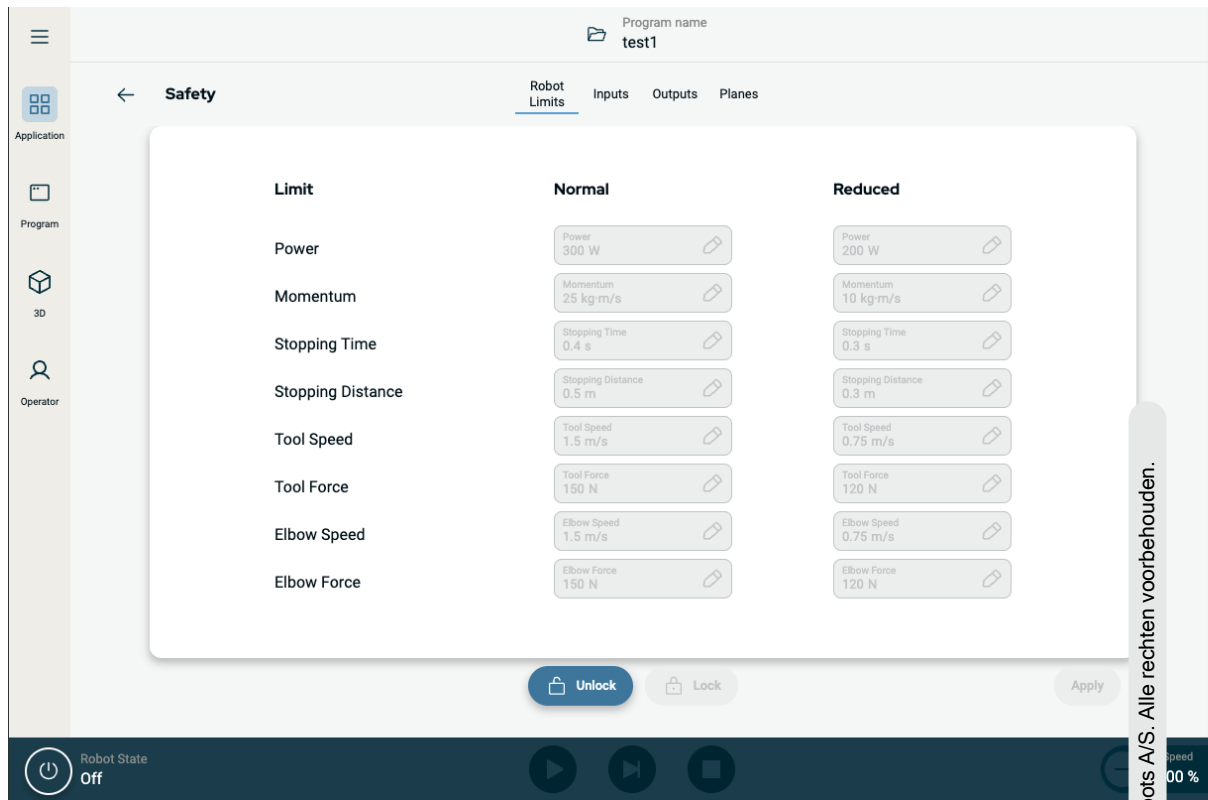 Program name
test1
Application
Program
3D
Operator
Safety
Robot
Limits
Inputs
Outputs
Planes
Limit
Normal
Reduced
Power
Power
300 W
Power
200 W
Momentum
Momentum
25 kg·m/s
Momentum
10 kg·m/s
Stopping Time
Stopping Time
0.4 s
Stopping Time
0.3 s
Stopping Distance
Stopping Distance
0.5 m
Stopping Distance
0.3 m
Tool Speed
Tool Speed
1.5 m/s
Tool Speed
0.75 m/s
Tool Force
Tool Force
150 N
Tool Force
120 N
Elbow Speed
Elbow Speed
1.5 m/s
Elbow Speed
0.75 m/s
Elbow Force
Elbow Force
150 N
Elbow Force
120 N
Unlock
Lock
Apply
Robot State
Off
Speed
00 %
ots A/S. Alle rechten voorbehouden.